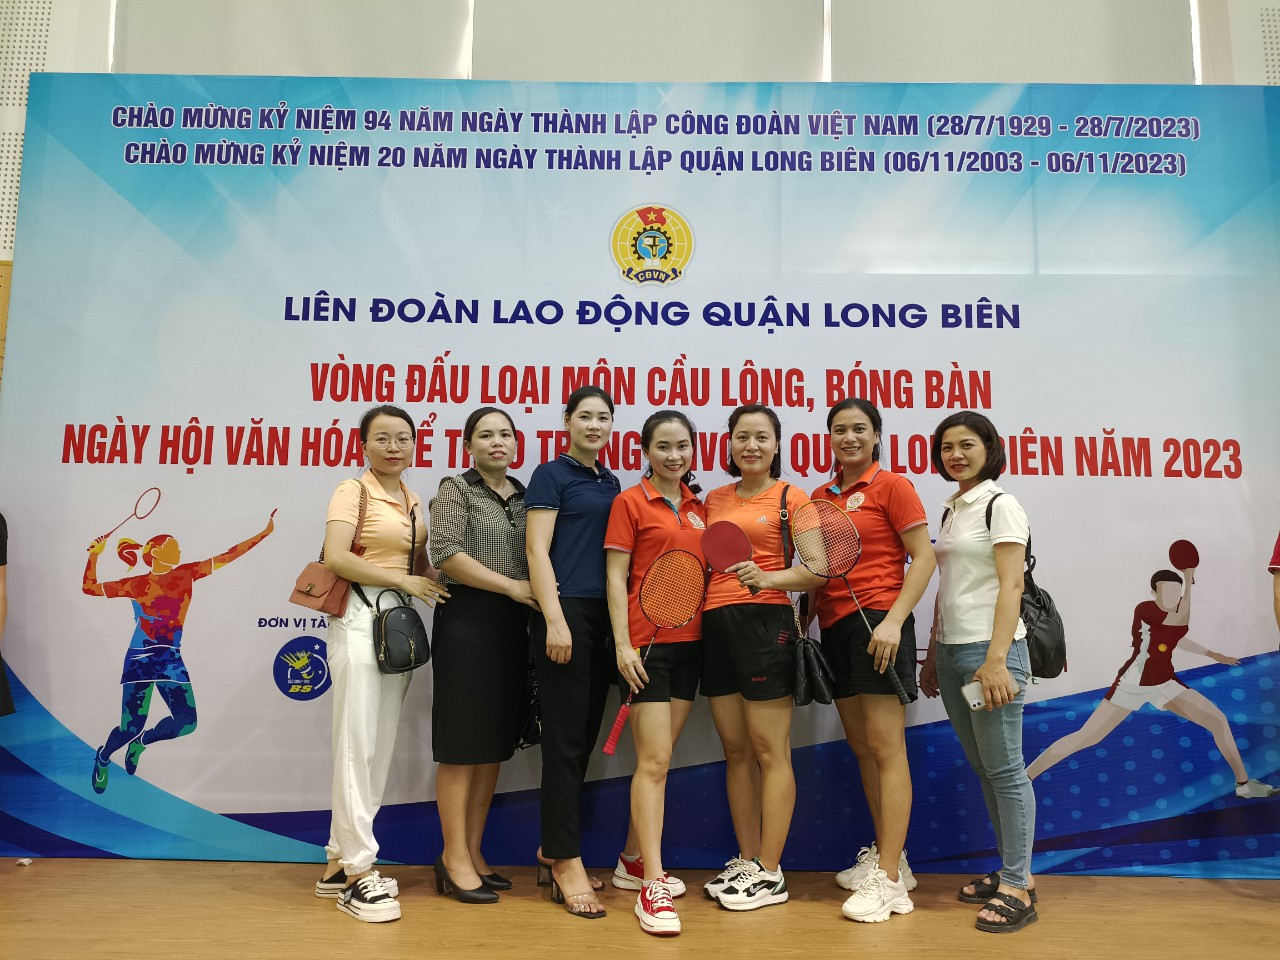 CHÀO MỪNG KỶ NIỆM 94 NĂM NGÀY THÀNH LẬP CÔNG ĐOÀN VIỆT NAM (28/7/1929 - 28/7/2023)
CHÀO MỪNG KỶ NIỆM 20 NĂM NGÀY THÀNH LẬP QUẬN LONG BIÊN (06/11/2003 - 06/11/2023)
CĐVN
LIÊN ĐOÀN LAO ĐỘNG QUẬN LONG BIÊN
VÒNG ĐẤU LOẠI MÔN CẦU LÔNG, BÓNG BÀN
NGÀY HỘI VĂN HÓA TRONG QUẬN LONG BIÊN NĂM 2023
ĐƠN VỊ TÀ
BS